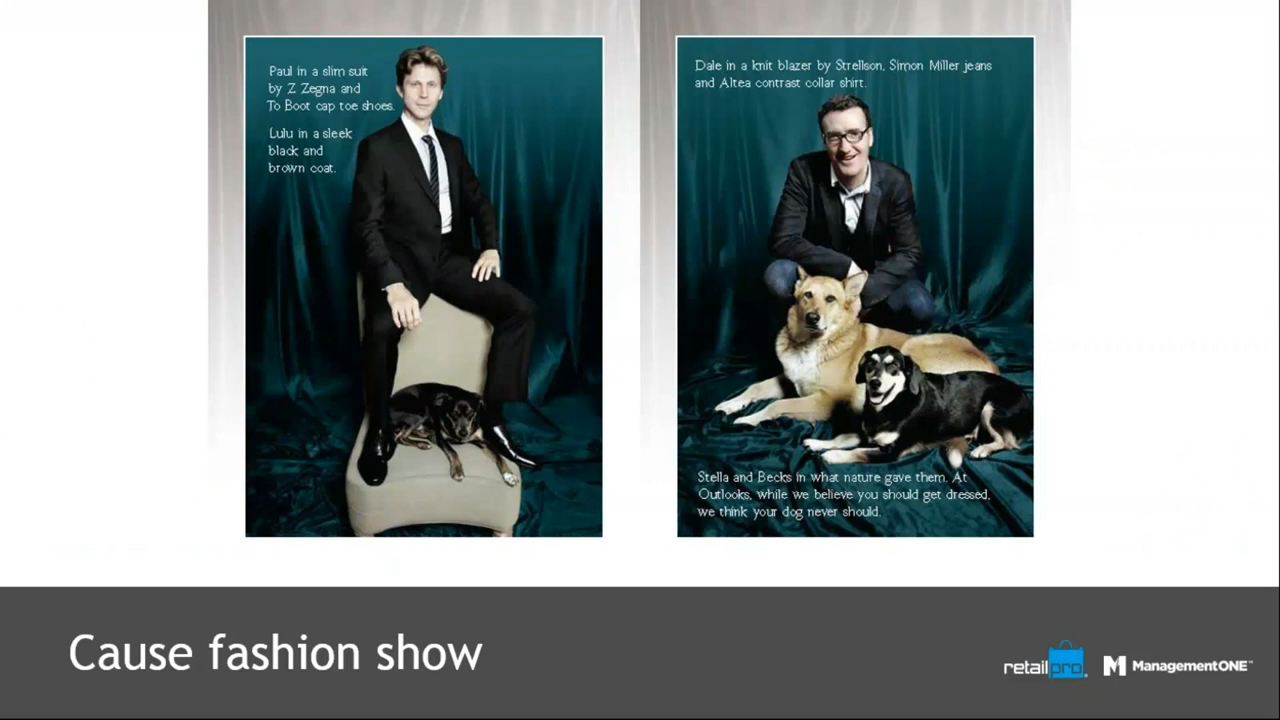 Paul in a slim suit
by Z Zegna and
To Boot cap toe shoes.
Lulu in a sleek
black and
brown coat.
Dale in a knit blazer by Strellson, Simon Miller jeans
and Altea contrast collar shirt.
Stella and Becks in what nature gave them. At
Outlooks, while we believe you should get dressed,
we think your dog never should.
Cause fashion show
retailpro®
M ManagementONE™